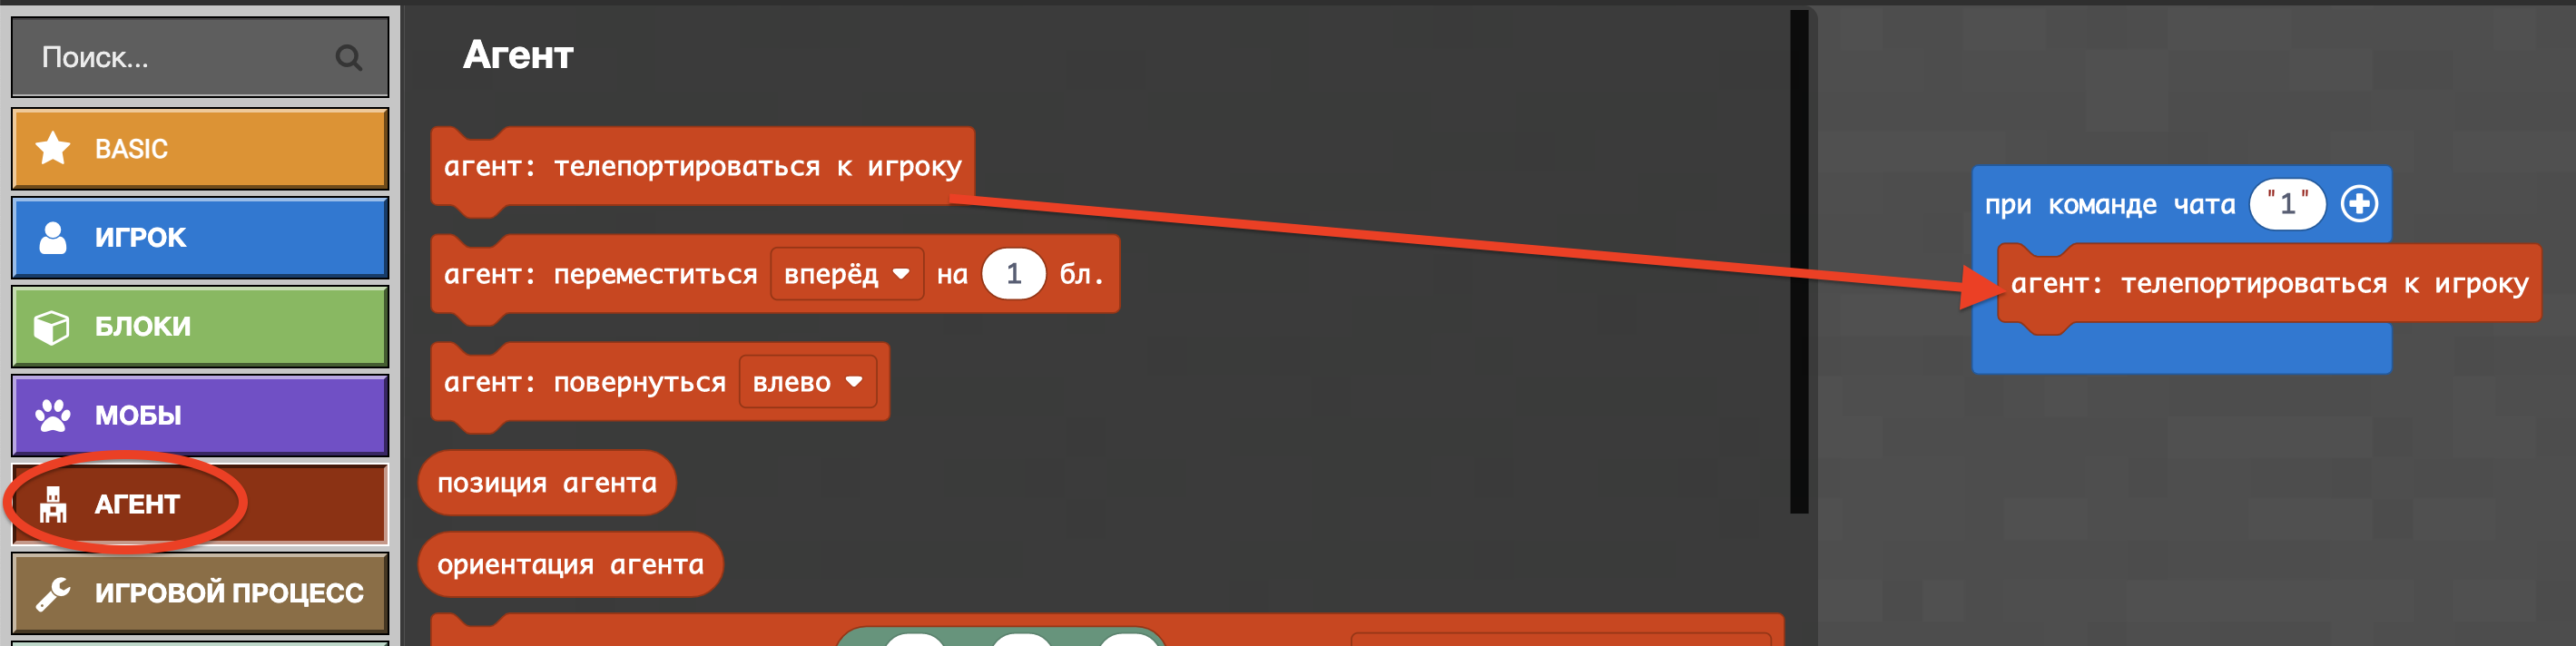 Поиск...
BASIC
ИГРОК
БЛОКИ
МОБЫ
АГЕНТ
ИГРОВОЙ ПРОЦЕСС
Агент
агент: телепортироваться к игроку
агент: переместиться вперёд на 1 бл.
агент: повернуться влево
позиция агента
ориентация агента
при команде чата "1"
агент: телепортироваться к игроку